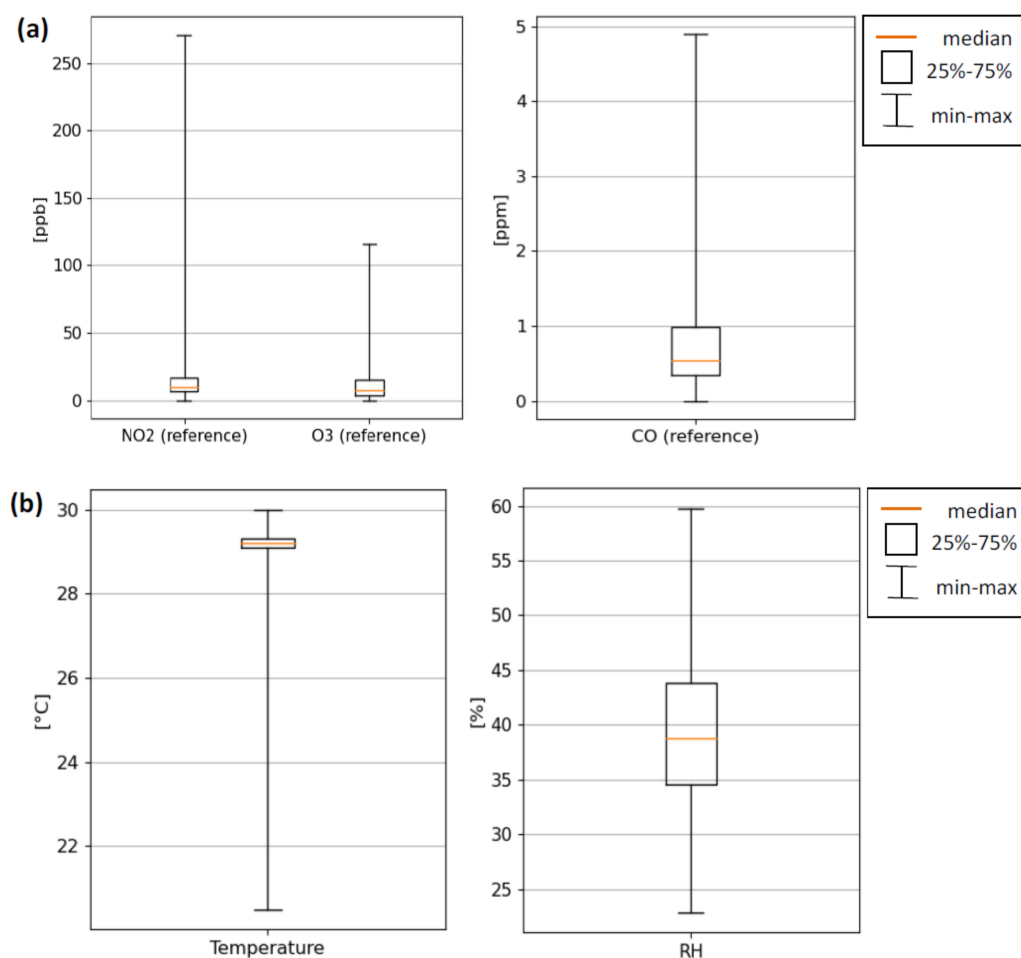 (a)
250
200
150
100
50
0
[ppb]
NO2 (reference) O3 (reference)
5
4
3
2
1
0
[ppm]
CO (reference)
median
25%-75%
min-max
(b)
30
28
26
24
22
[°C]
Temperature
60
55
50
45
40
35
30
25
[%]
RH
median
25%-75%
min-max